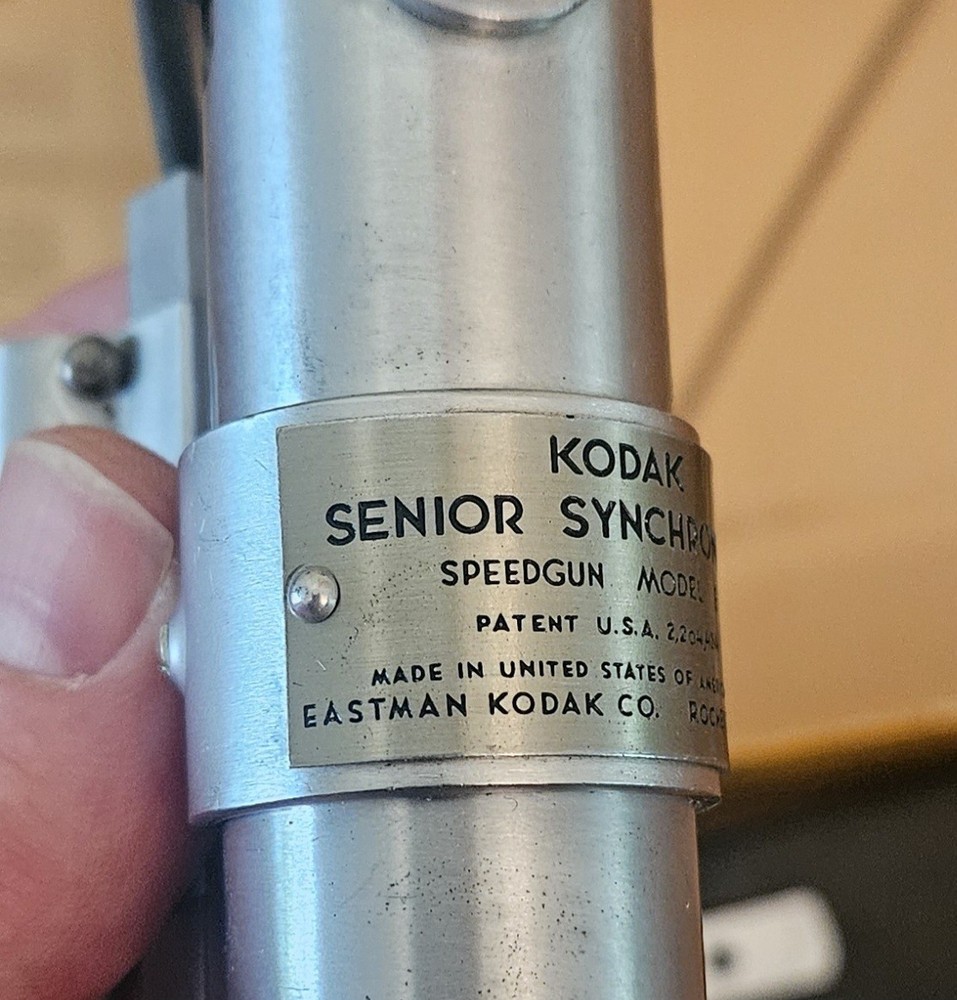 KODAK
SENIOR SYNCHRO
SPEEDGUN MODEL
PATENT U.S.A.
MADE IN UNITED STATES OF
EASTMAN KODAK CO.